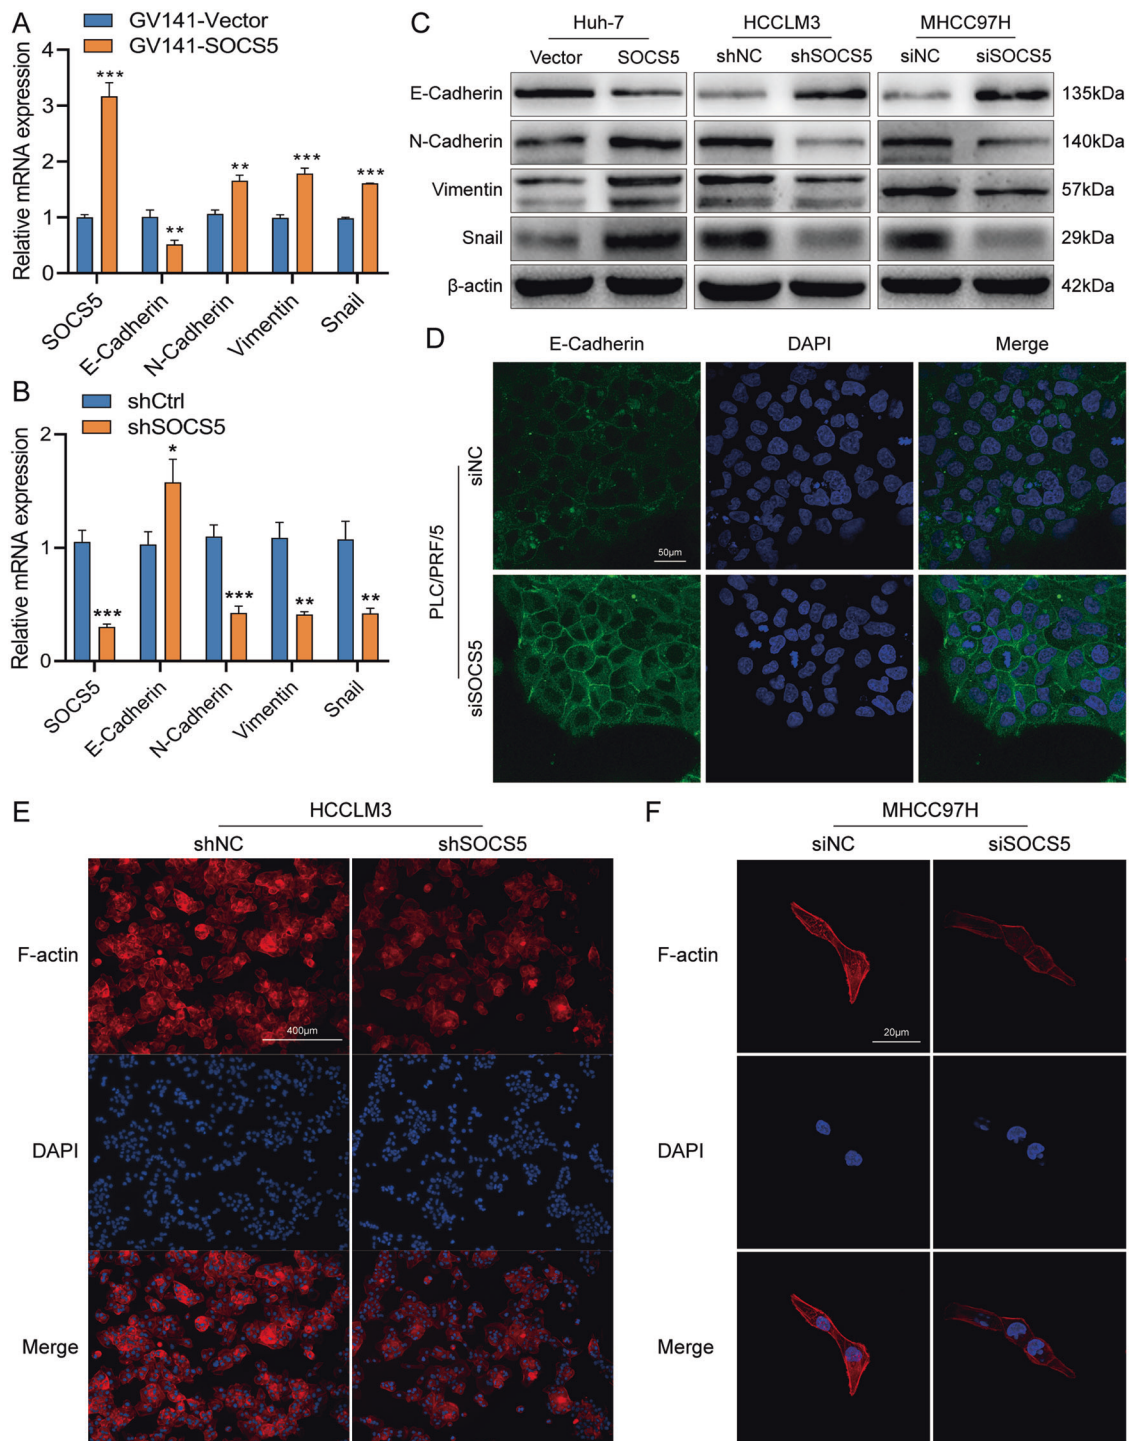 A
GV141-Vector
GV141-SOCS5
Relative mRNA expression
4
3
2
1
0
***
**
**
***
***
SOCS5
E-Cadherin
N-Cadherin
Vimentin
Snail
B
shCtrl
shSOCS5
Relative mRNA expression
2
1
0
***
*
***
**
**
SOCS5
E-Cadherin
N-Cadherin
Vimentin
Snail
C
Huh-7 HCCLM3 MHCC97H
Vector SOCS5 shNC shSOCS5 siNC siSOCS5
E-Cadherin 135kDa
N-Cadherin 140kDa
Vimentin 57kDa
Snail 29kDa
β-actin 42kDa
D
E-Cadherin DAPI Merge
PLC/PRF/5
siNC
50μm
siSOCS5
E
HCCLM3
shNC shSOCS5
F-actin
400μm
DAPI
Merge
F
MHCC97H
siNC siSOCS5
F-actin
20μm
DAPI
Merge